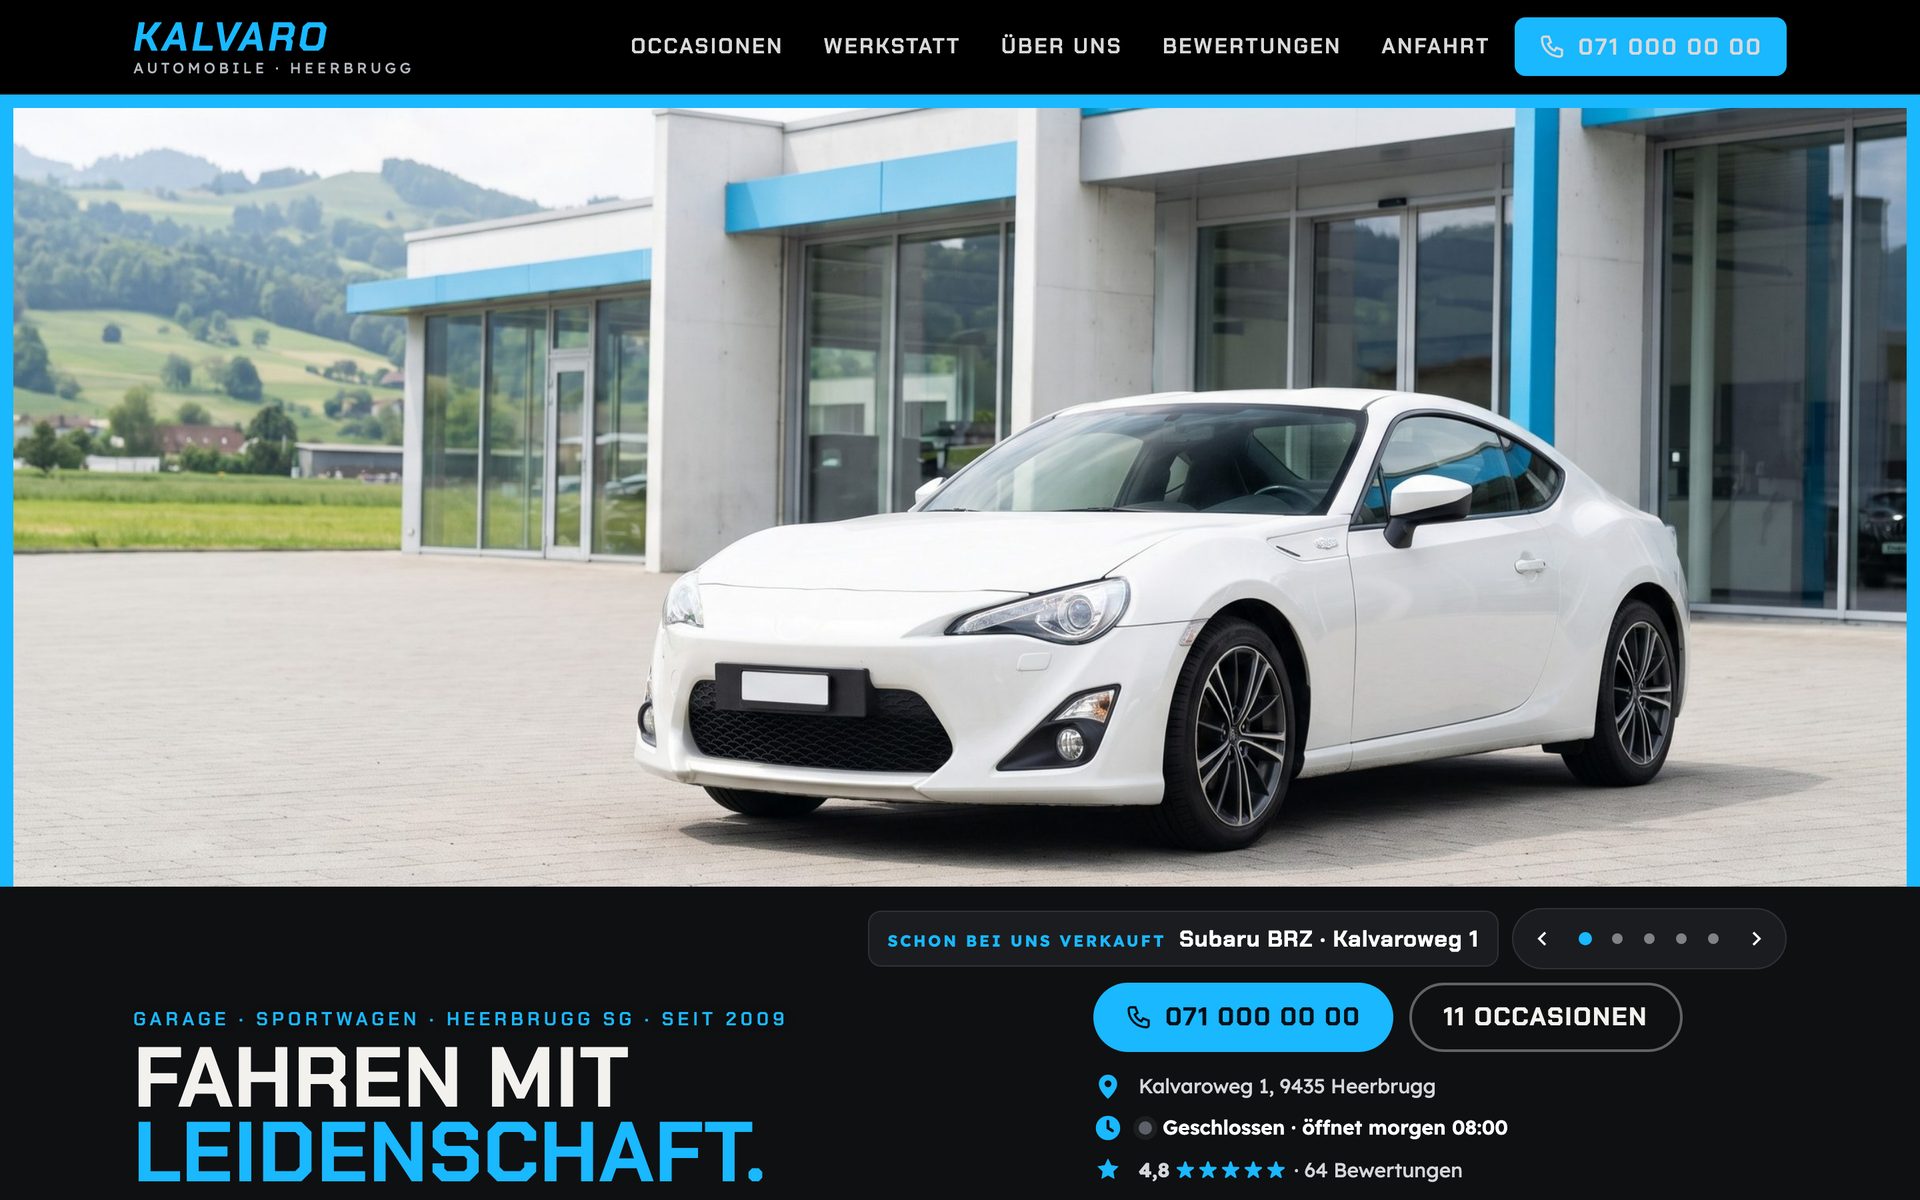 KALVARO
AUTOMOBILE · HEERBRUGG
OCCASIONEN
WERKSTATT
ÜBER UNS
BEWERTUNGEN
ANFAHRT
071 000 00 00
SCHON BEI UNS VERKAUFT Subaru BRZ · Kalvaroweg 1
GARAGE · SPORTWAGEN · HEERBRUGG SG · SEIT 2009
FAHREN MIT
LEIDENSCHAFT.
071 000 00 00
11 OCCASIONEN
Kalvaroweg 1, 9435 Heerbrugg
Geschlossen · öffnet morgen 08:00
4,8 ★★★★★ · 64 Bewertungen